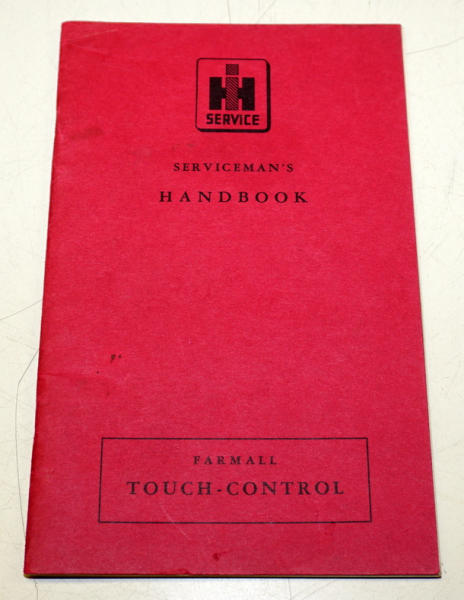 IH
SERVICE
SERVICEMAN'S
HANDBOOK
FARMALL
TOUCH-CONTROL